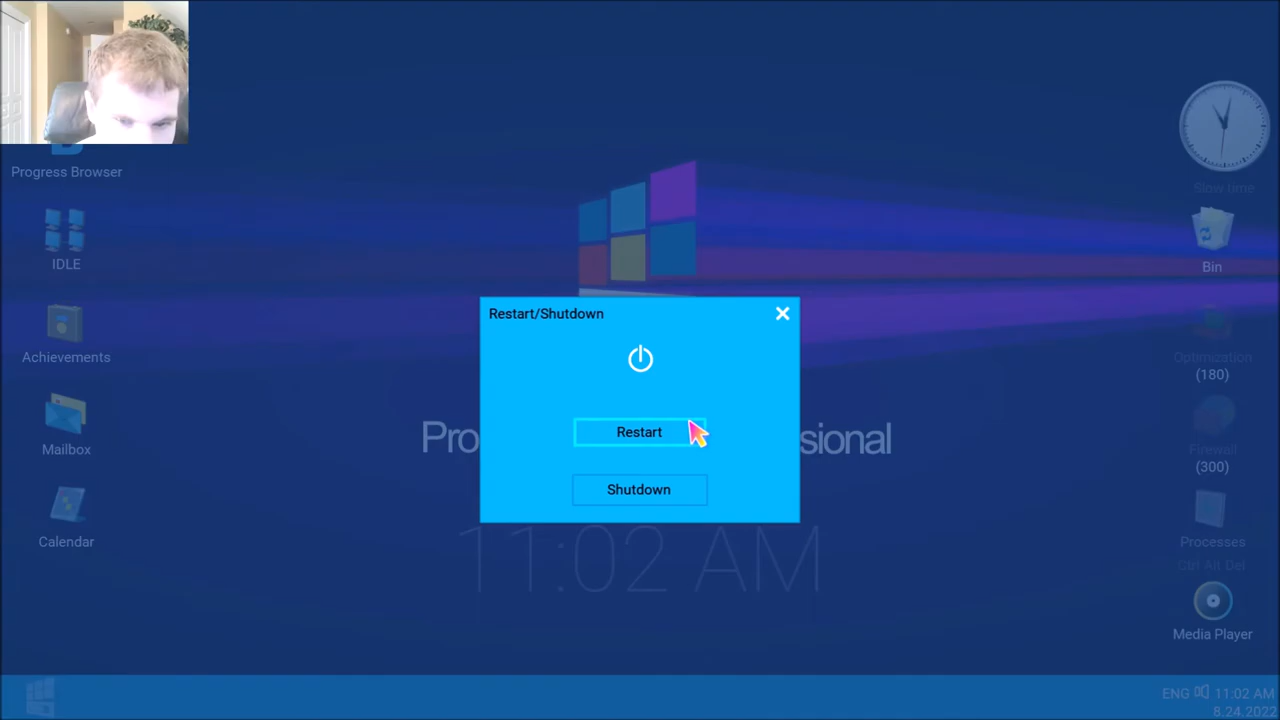 Progress Browser
IDLE
Achievements
Mailbox
Calendar
Restart/Shutdown
Restart
Shutdown
Pro
sional
11:02 AM
Slow time
Bin
Optimization
(180)
Firewall
(300)
Processes
Ctrl Alt Del
Media Player
ENG
11:02 AM
8.24.2022